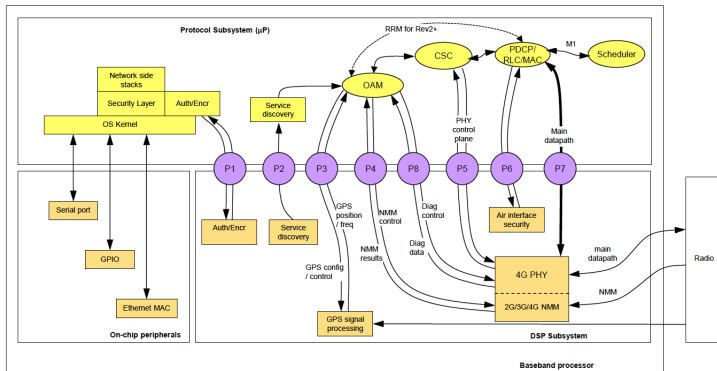 Protocol Subsystem (µP)
RRM for Rev2+
Network side
stacks
Security Layer
Auth/Encr
OS Kernel
Service
discovery
OAM
CSC
PDCP/
RLC/MAC
M1
Scheduler
PHY
control
plane
Main
datapath
P1
P2
P3
P4
P8
P5
P6
P7
Serial port
GPIO
Ethernet MAC
On-chip peripherals
Auth/Encr
Service
discovery
GPS
position
/ freq
GPS config
/ control
NMM
control
NMM
results
Diag
control
Diag
data
Air interface
security
4G PHY
2G/3G/4G NMM
GPS signal
processing
main
datapath
NMM
Radio
DSP Subsystem
Baseband processor